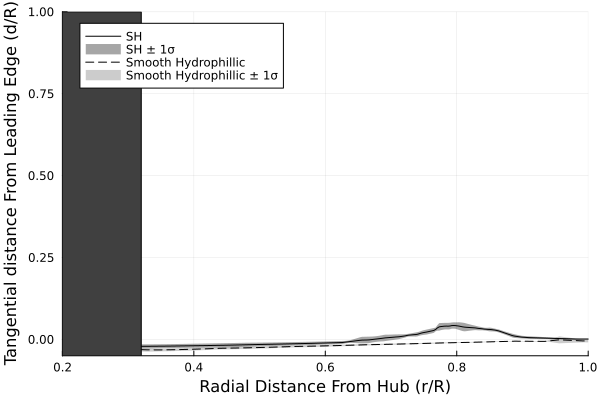 Tangential distance From Leading Edge (d/R)
1.00
0.75
0.50
0.25
0.00
SH
SH ± 1σ
Smooth Hydrophillic
Smooth Hydrophillic ± 1σ
0.2 0.4 0.6 0.8 1.0
Radial Distance From Hub (r/R)